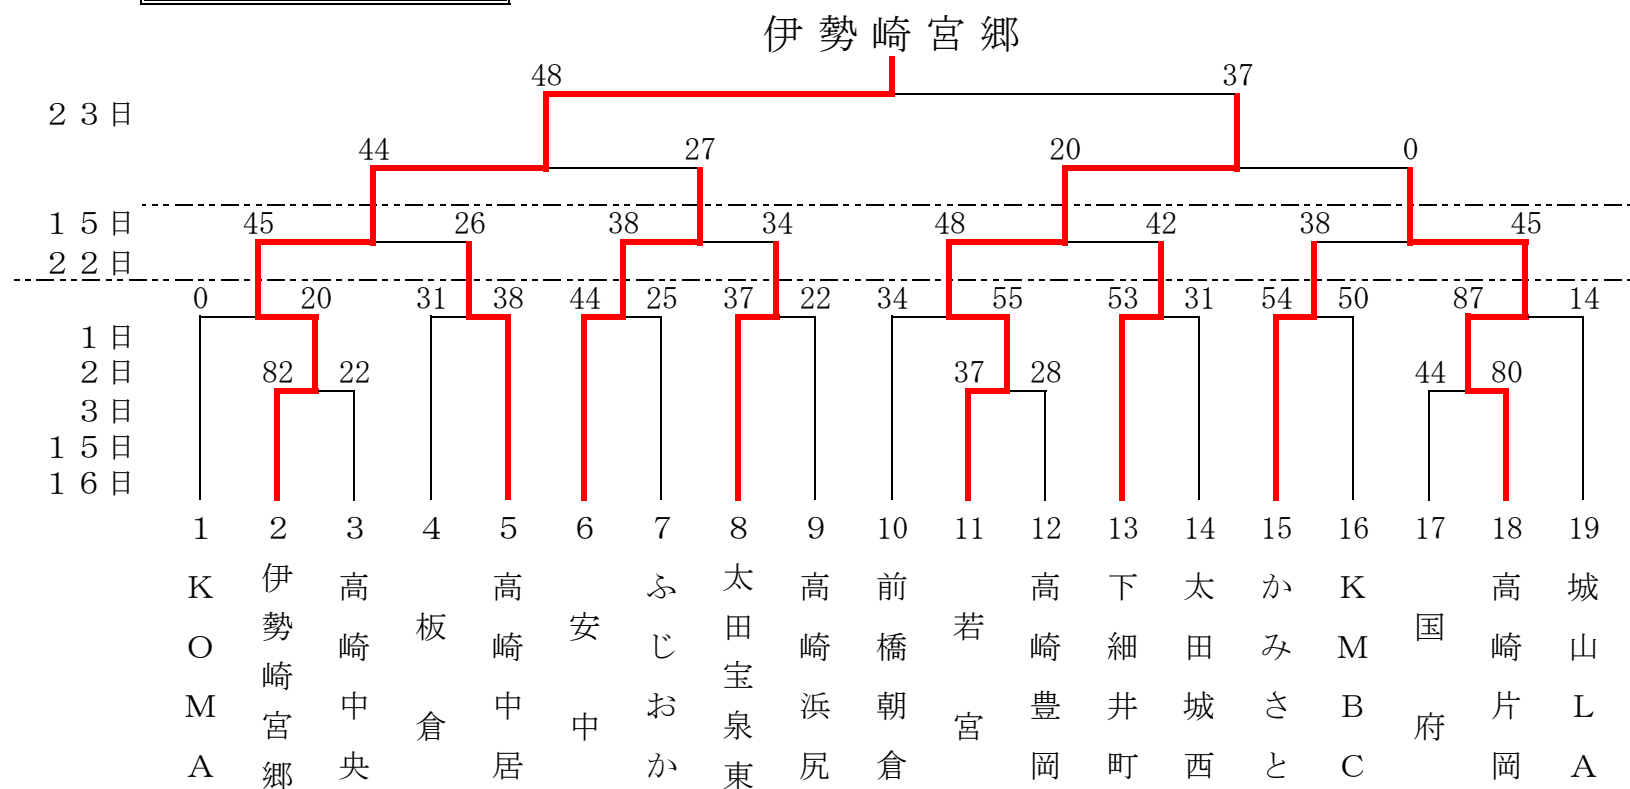 伊勢崎宮郷
48 37
２３日
44 27 20 0
１５日 45 26 38 34 48 42 38 45
２２日
0 20 31 38 44 25 37 22 34 55 53 31 54 50 87 14
１日
２日 82 22 37 28 44 80
３日
１５日
１６日
1 2 3 4 5 6 7 8 9 10 11 12 13 14 15 16 17 18 19
ＫＯＭＡ
伊勢崎宮郷
高崎中央
板倉
高崎中居
安中
ふじおか
太田宝泉東
高崎浜尻
前橋朝倉
若宮
高崎豊岡
下細井町
太田城西
かみさと
ＫＭＢＣ
国府
高崎片岡
城山ＬＡ